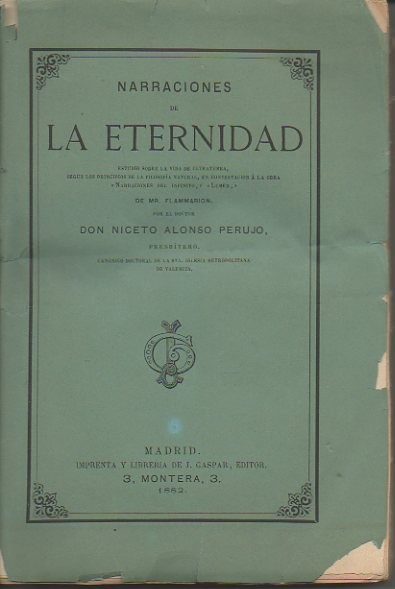 NARRACIONES
DE
LA ETERNIDAD
ESTUDIO SOBRE LA VIDA DE ULTRATUMBA,
SEGUN LOS PRINCIPIOS DE LA FILOSOFÍA NATURAL, EN CONTESTACION Á LA OBRA
«NARRACIONES DEL INFINITO,» Ó «LUMEN,»
DE MR. FLAMMARION,
POR EL DOCTOR
DON NICETO ALONSO PERUJO,
PRESBÍTERO.
CANÓNIGO DOCTORAL DE LA STA. IGLESIA METROPOLITANA
DE VALENCIA.
MADRID.
IMPRENTA Y LIBRERIA DE J. GASPAR, EDITOR.
3, MONTERA, 3.
1882.